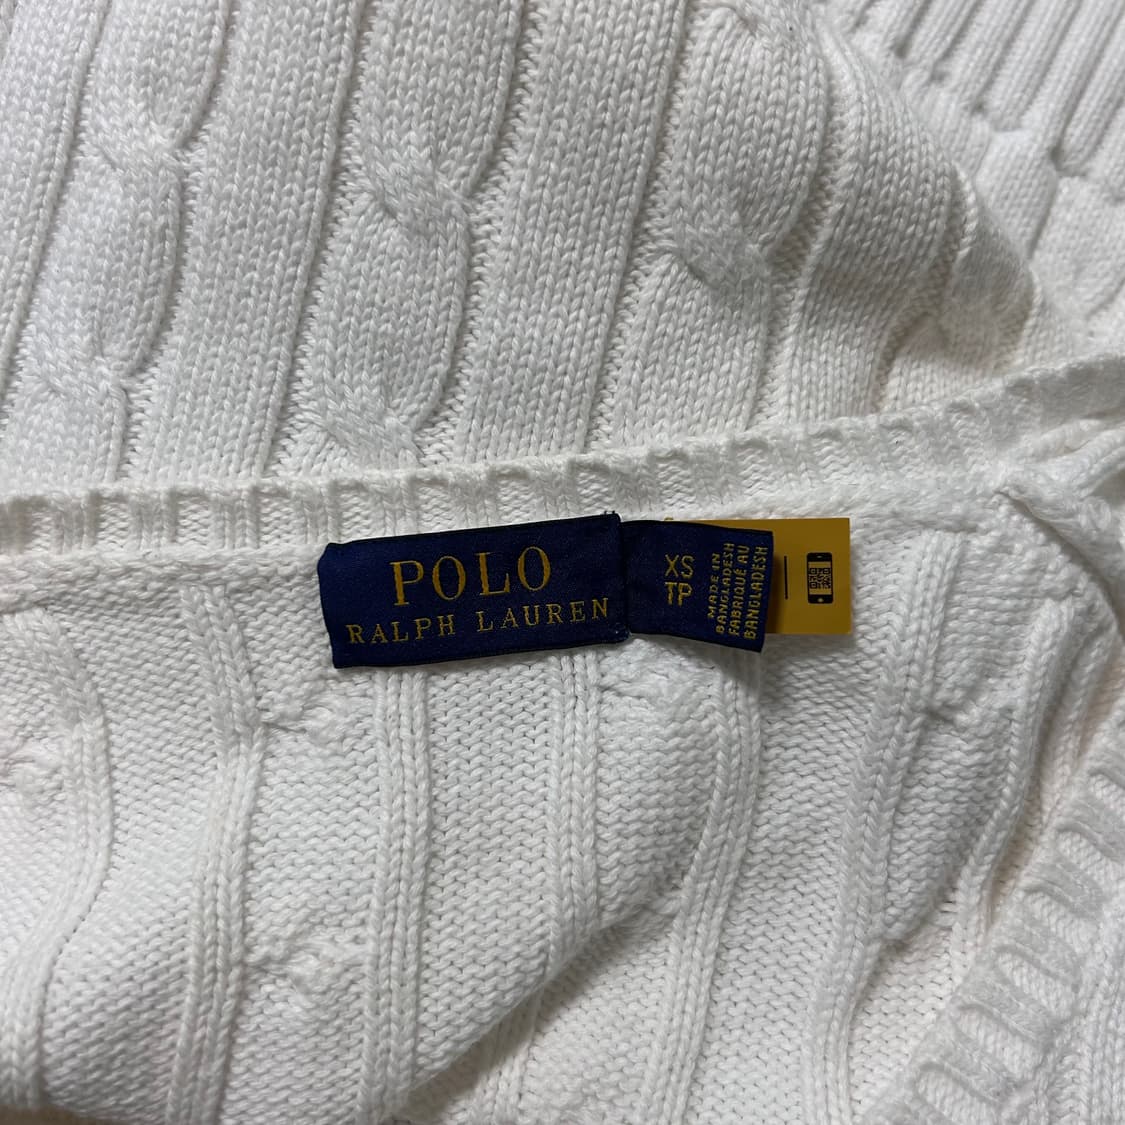 POLO
RALPH LAUREN
XS
TP
MADE IN
BANGLADESH
FABRIQUÉ AU
BANGLADESH